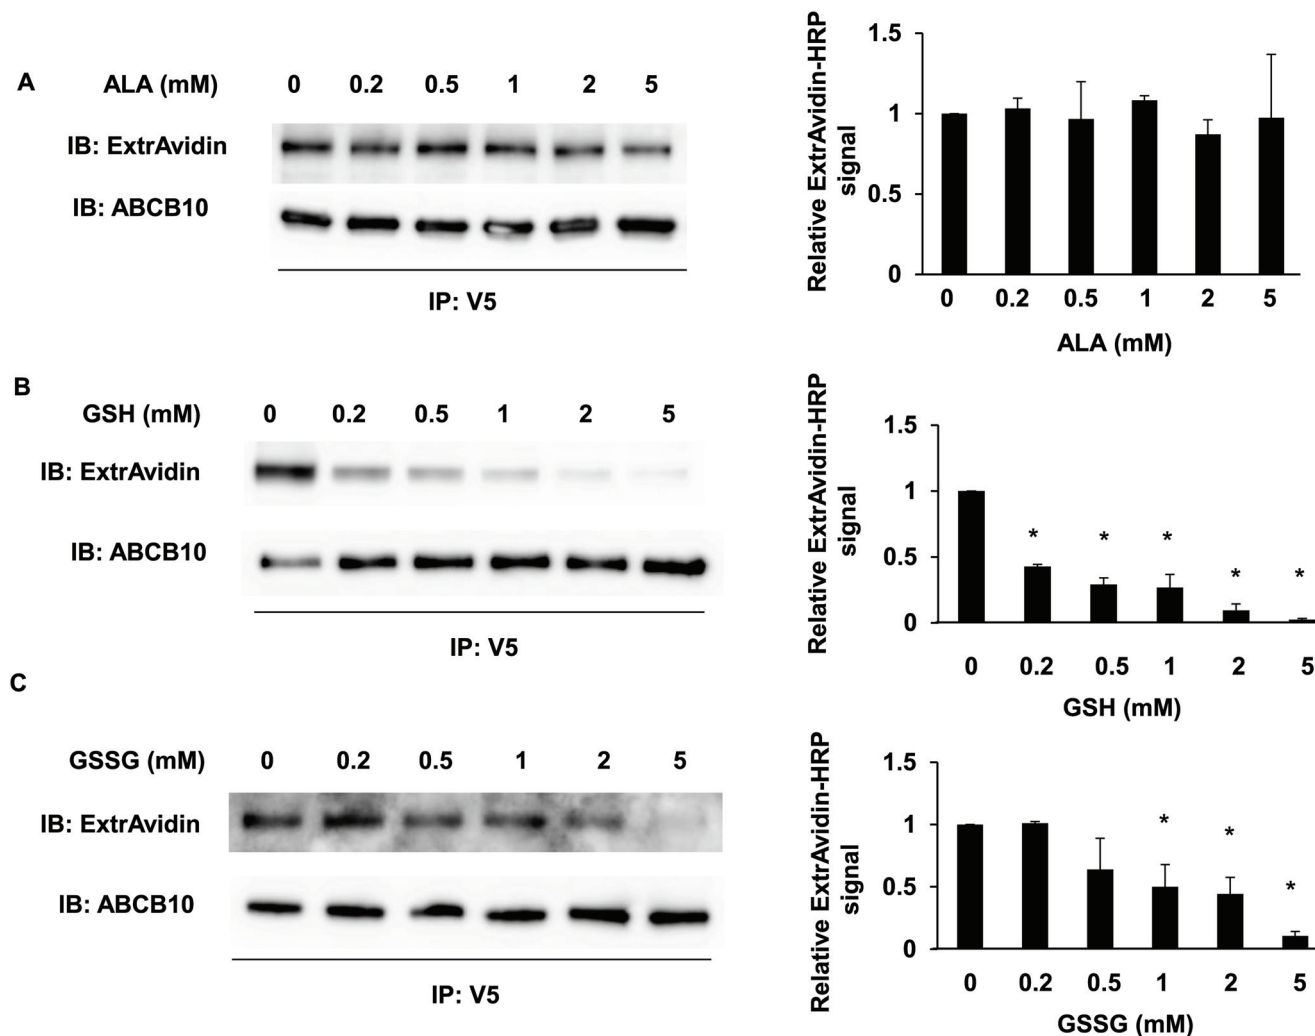 A
ALA (mM) 0 0.2 0.5 1 2 5
IB: ExtrAvidin
IB: ABCB10
IP: V5
Relative ExtrAvidin-HRP
signal
1.5
1
0.5
0
0 0.2 0.5 1 2 5
ALA (mM)
B
GSH (mM) 0 0.2 0.5 1 2 5
IB: ExtrAvidin
IB: ABCB10
IP: V5
Relative ExtrAvidin-HRP
signal
1.5
1
0.5
0
* * * * *
0 0.2 0.5 1 2 5
GSH (mM)
C
GSSG (mM) 0 0.2 0.5 1 2 5
IB: ExtrAvidin
IB: ABCB10
IP: V5
Relative ExtrAvidin-HRP
signal
1.5
1
0.5
0
* * *
0 0.2 0.5 1 2 5
GSSG (mM)